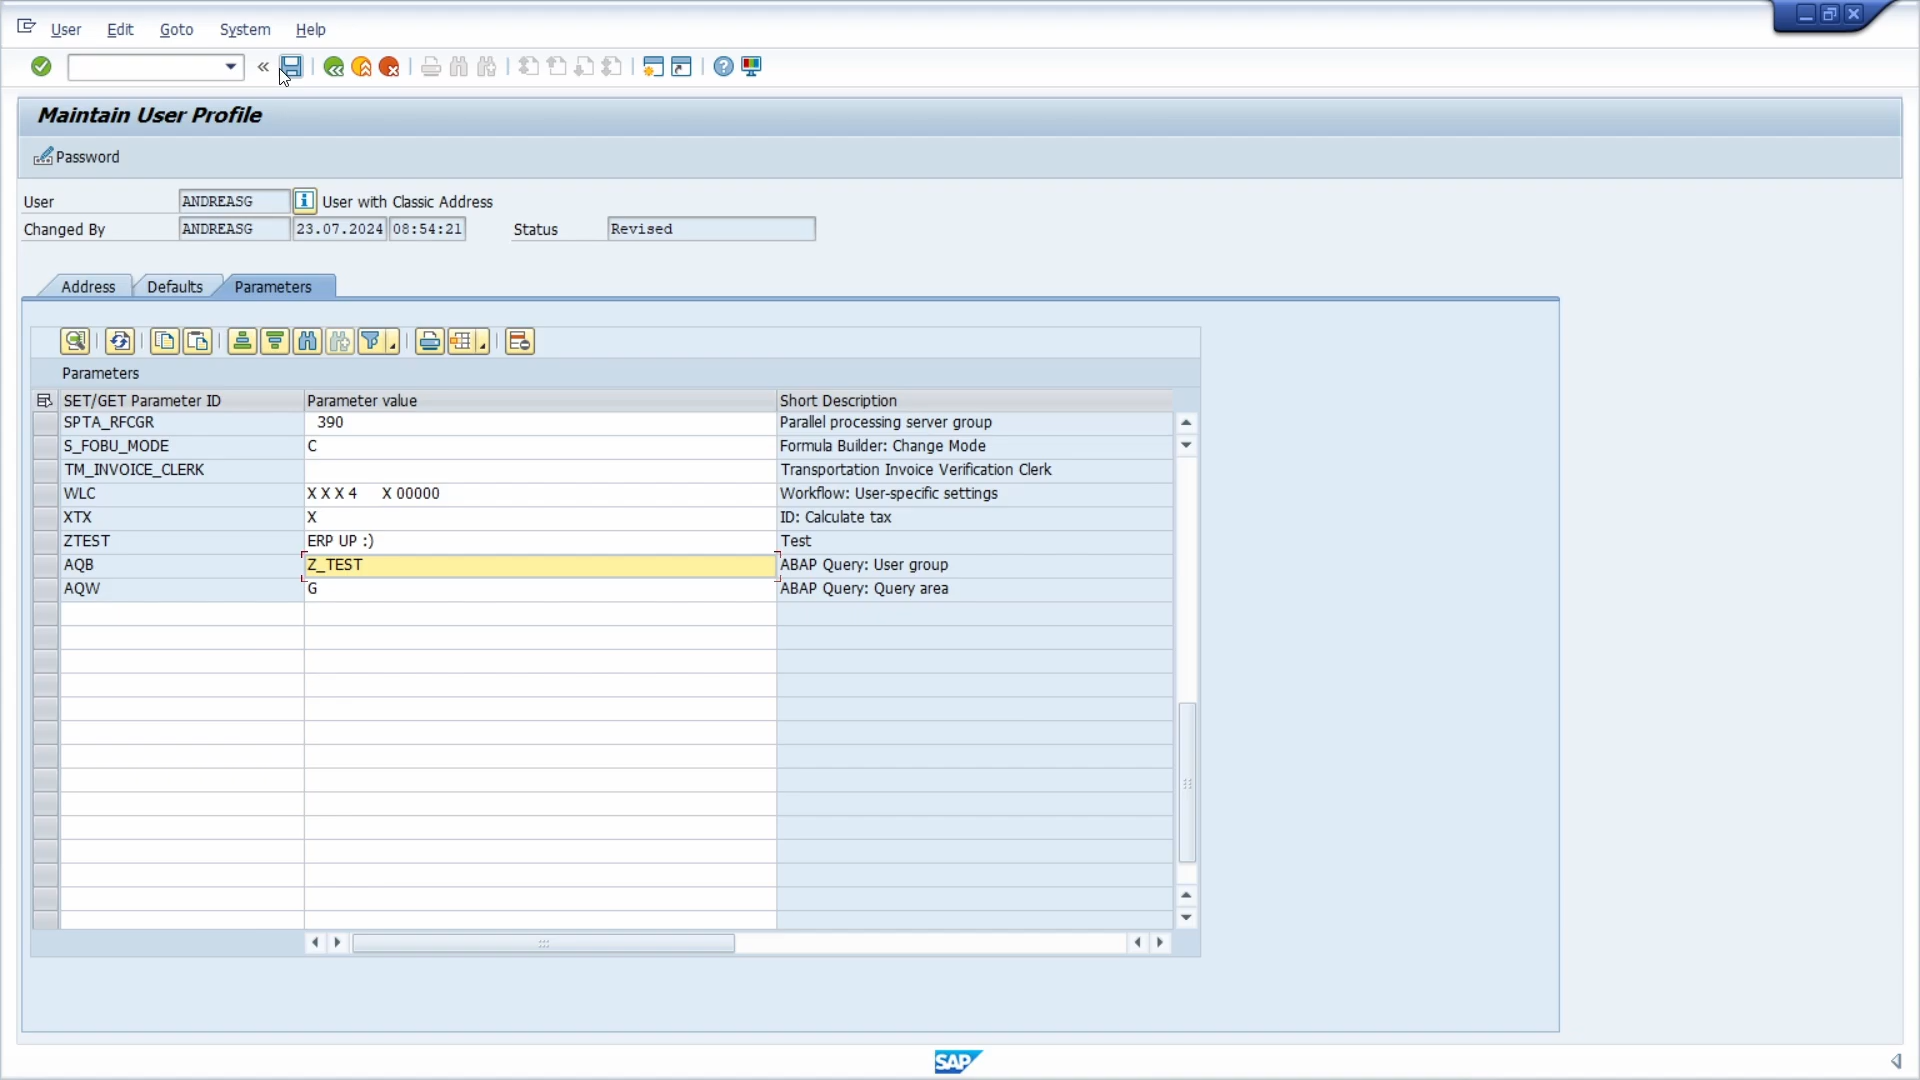 User Edit Goto System Help
Maintain User Profile
Password
User ANDREASG User with Classic Address
Changed By ANDREASG 23.07.2024 08:54:21 Status Revised
Address Defaults Parameters
Parameters
SET/GET Parameter ID Parameter value Short Description
SPTA_RFCGR 390 Parallel processing server group
S_FOBU_MODE C Formula Builder: Change Mode
TM_INVOICE_CLERK Transportation Invoice Verification Clerk
WLC X X X 4 X 00000 Workflow: User-specific settings
XTX X ID: Calculate tax
ZTEST ERP UP :) Test
AQB Z_TEST ABAP Query: User group
AQW G ABAP Query: Query area
SAP